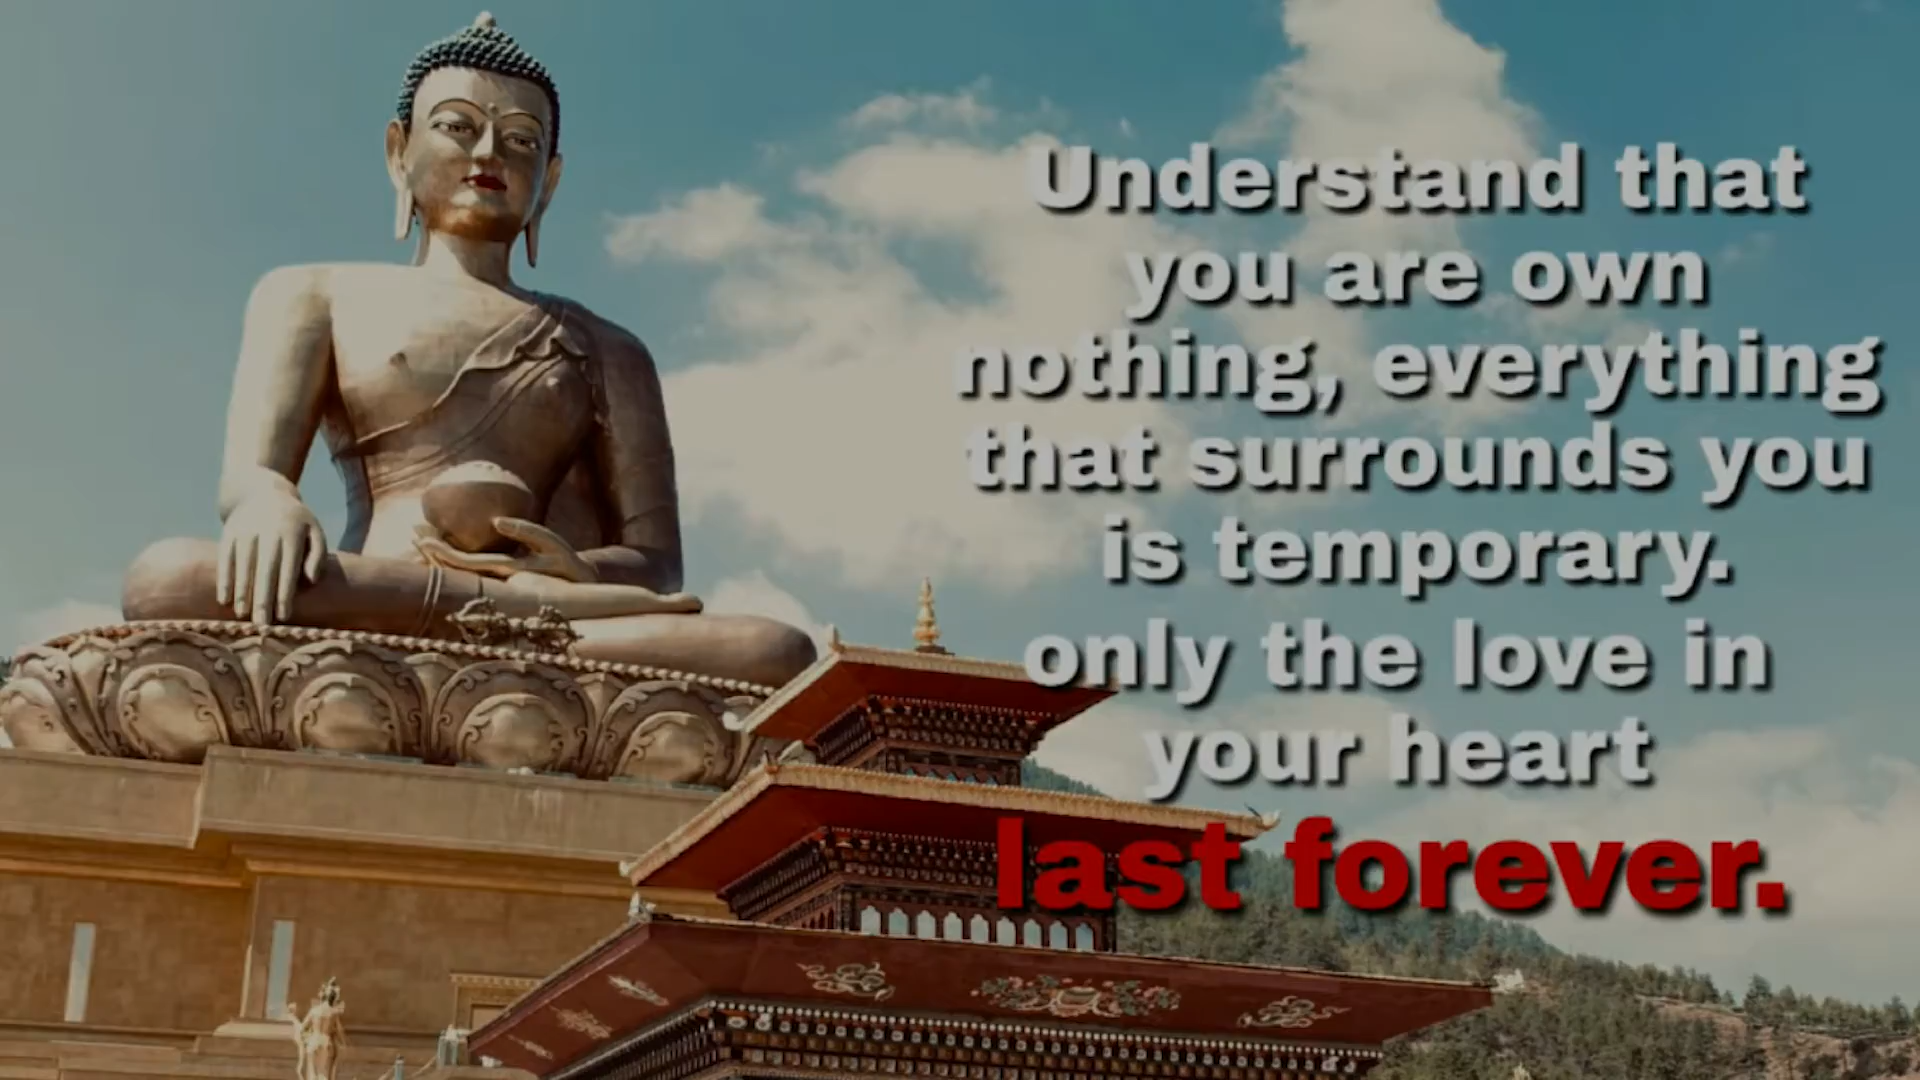 Understand that
you are own
nothing, everything
that surrounds you
is temporary.
only the love in
your heart
last forever.